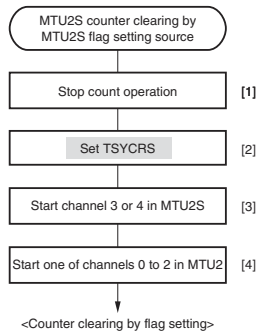 MTU2S counter clearing by
MTU2S flag setting source
Stop count operation [1]
Set TSYCRS [2]
Start channel 3 or 4 in MTU2S [3]
Start one of channels 0 to 2 in MTU2 [4]
<Counter clearing by flag setting>